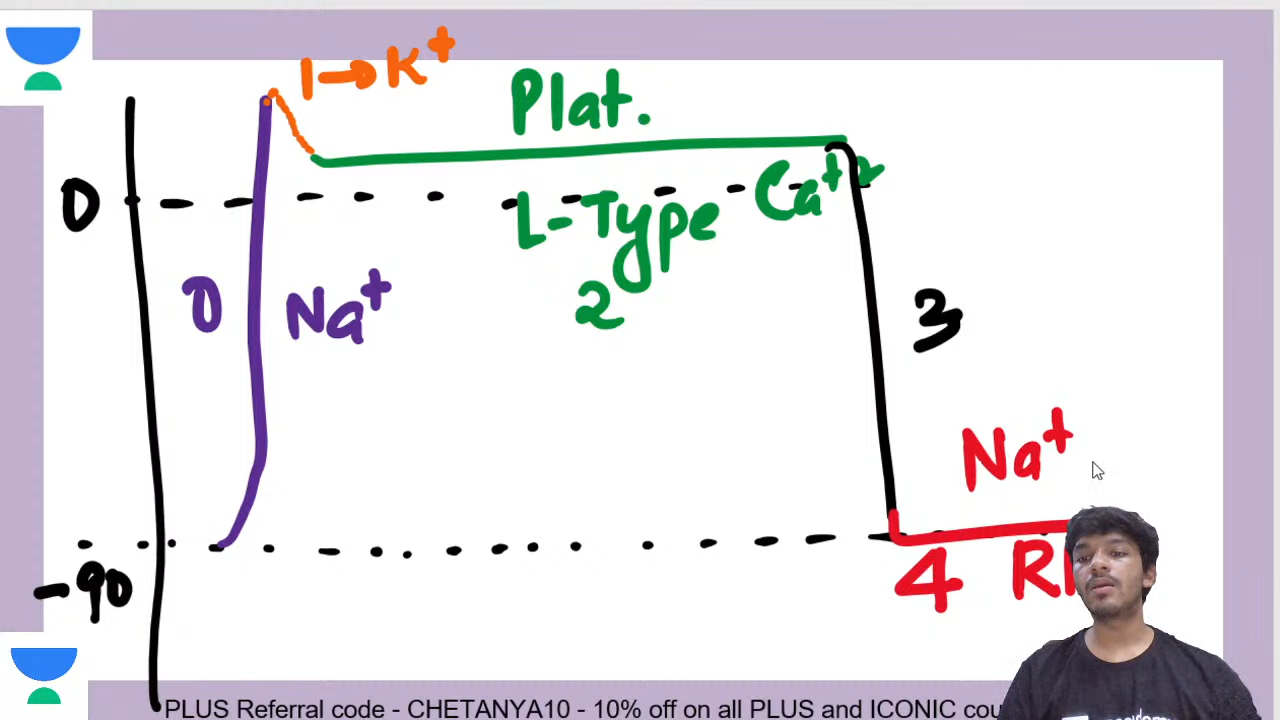 1→K+
Plat.
0
L-Type Ca+2
0 Na+
2
3
Na+
-90
4
PLUS Referral code - CHETANYA10 - 10% off on all PLUS and ICONIC cou